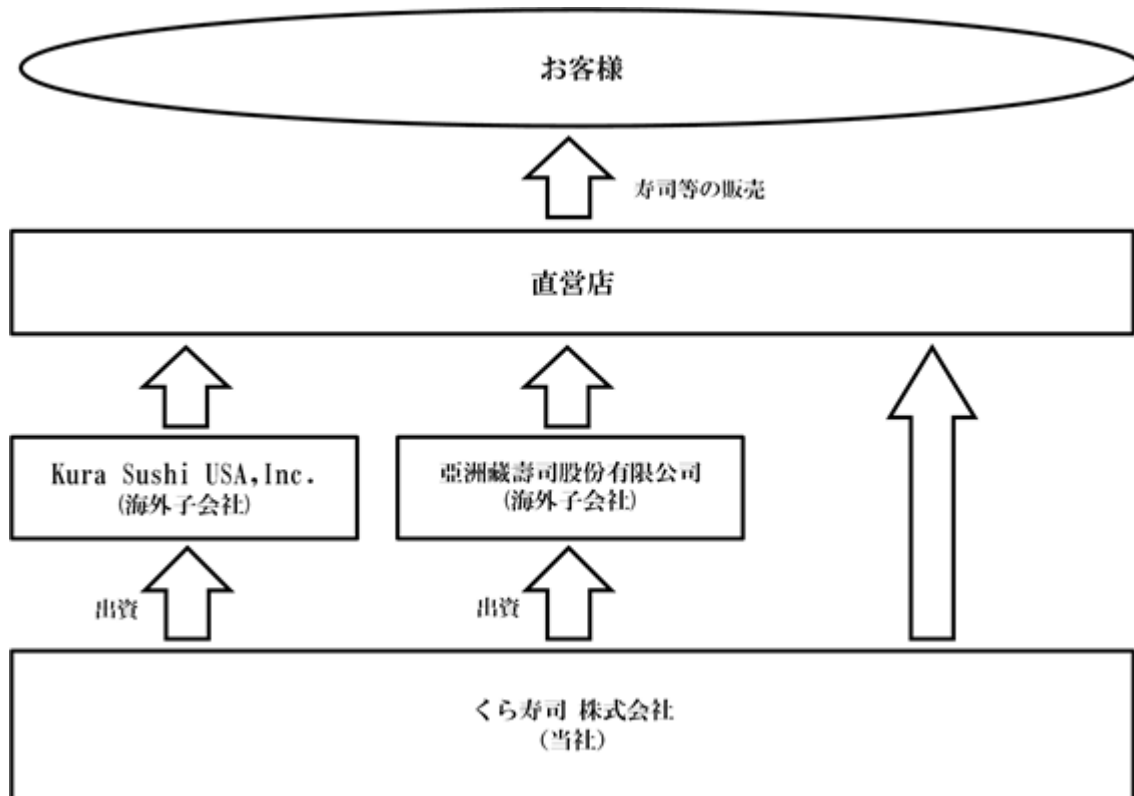 お客様
寿司等の販売
直営店
Kura Sushi USA,Inc.
(海外子会社)
亞洲藏壽司股份有限公司
(海外子会社)
出資
出資
くら寿司 株式会社
(当社)